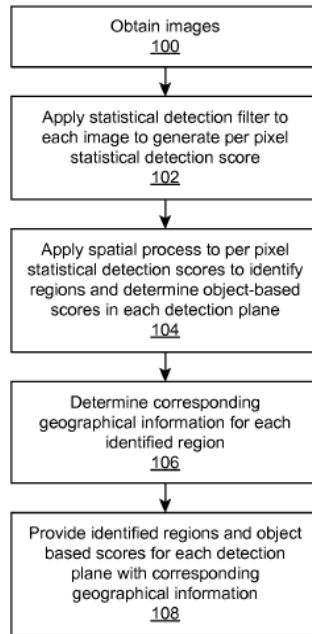 Obtain images
100
Apply statistical detection filter to
each image to generate per pixel
statistical detection score
102
Apply spatial process to per pixel
statistical detection scores to identify
regions and determine object-based
scores in each detection plane
104
Determine corresponding
geographical information for each
identified region
106
Provide identified regions and object
based scores for each detection
plane with corresponding
geographical information
108